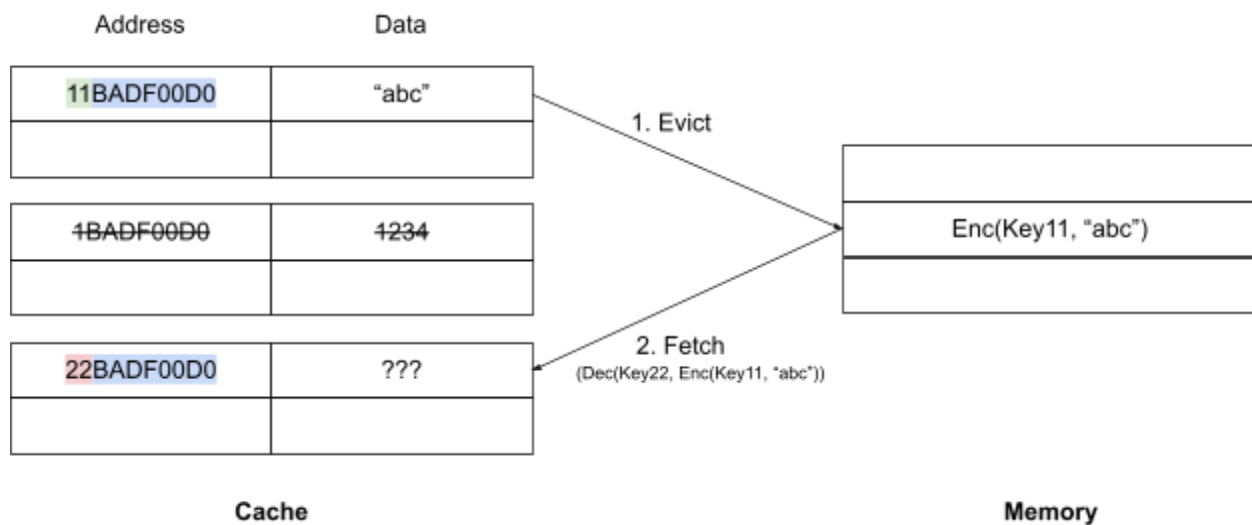 Address Data
11BADF00D0 “abc”
1. Evict
Enc(Key11, “abc”)
1BADF00D0 1234
2. Fetch
(Dec(Key22, Enc(Key11, “abc”))
22BADF00D0 ???
Cache Memory